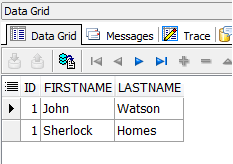 Data Grid
Data Grid Messages Trace
ID FIRSTNAME LASTNAME
1 John Watson
1 Sherlock Homes